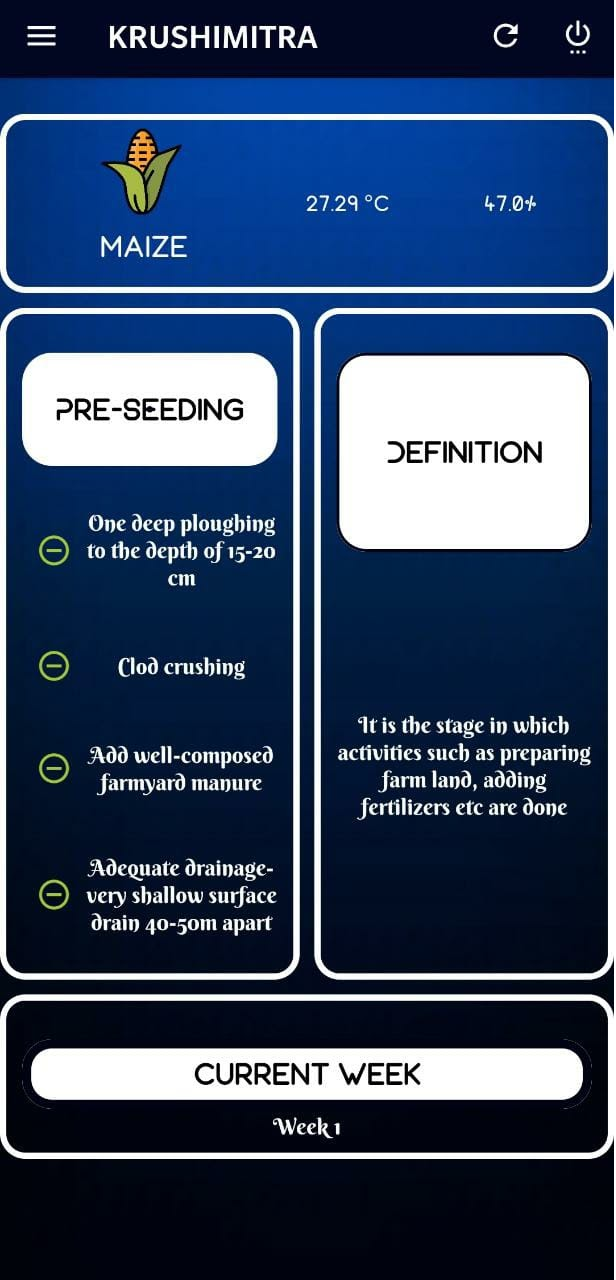 KRUSHIMITRA
27.29 °C
47.0%
MAIZE
PRE-SEEDING
One deep ploughing
to the depth of 15-20
cm
Clod crushing
Add well-composed
farmyard manure
Adequate drainage-
very shallow surface
drain 40-50m apart
DEFINITION
It is the stage in which
activities such as preparing
farm land, adding
fertilizers etc are done
CURRENT WEEK
Week 1